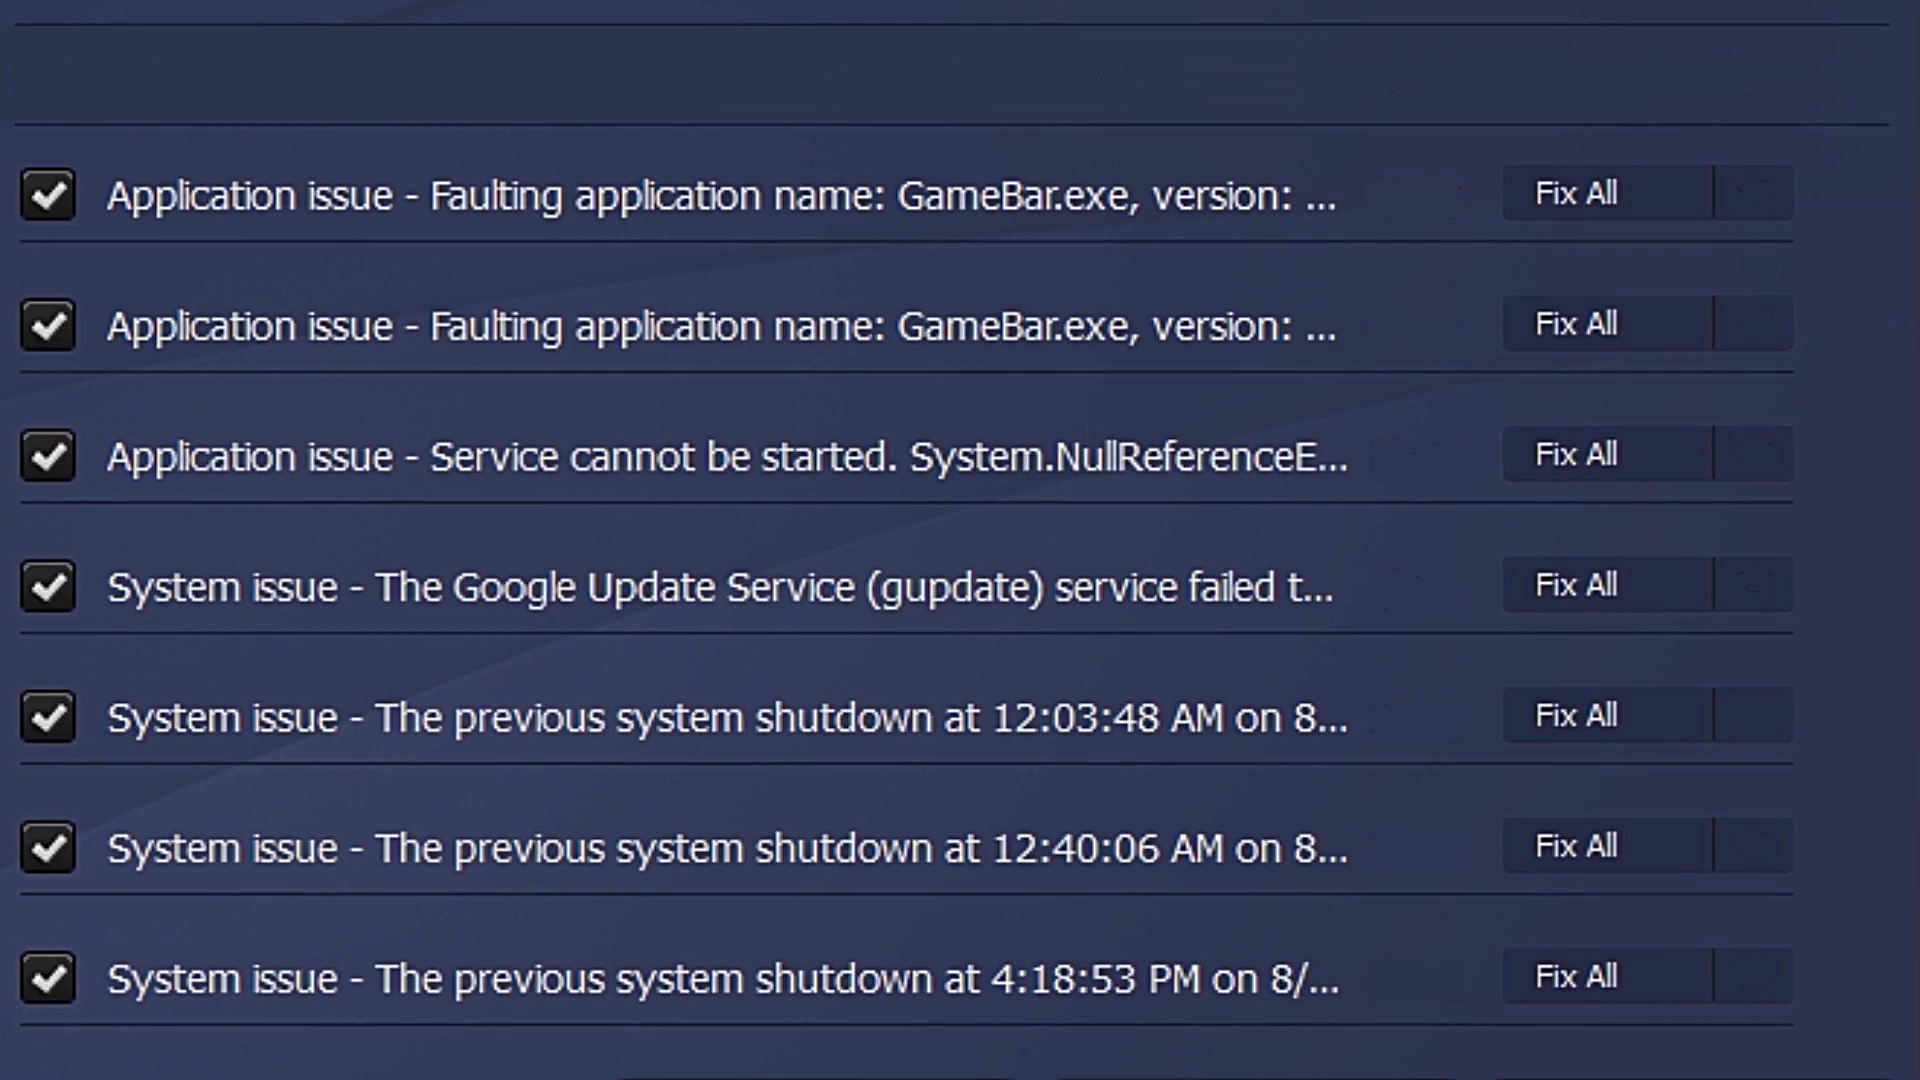 Application issue - Faulting application name: GameBar.exe, version: ... Fix All
Application issue - Faulting application name: GameBar.exe, version: ... Fix All
Application issue - Service cannot be started. System.NullReferenceE... Fix All
System issue - The Google Update Service (gupdate) service failed t... Fix All
System issue - The previous system shutdown at 12:03:48 AM on 8... Fix All
System issue - The previous system shutdown at 12:40:06 AM on 8... Fix All
System issue - The previous system shutdown at 4:18:53 PM on 8/... Fix All